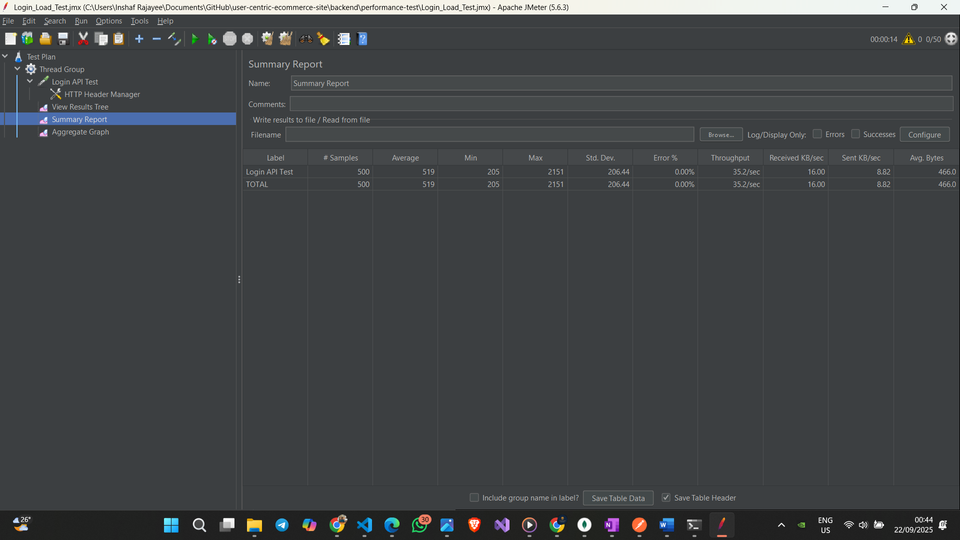 Login_Load_Test.jmx (C:\Users\Inshaf Rajayee\Documents\GitHub\user-centric-ecommerce-site\backend\performance-test\Login_Load_Test.jmx) - Apache JMeter (5.6.3)
File Edit Search Run Options Tools Help
00:00:14 0 0/50
Test Plan
Thread Group
Login API Test
HTTP Header Manager
View Results Tree
Summary Report
Aggregate Graph
Summary Report
Name: Summary Report
Comments:
Write results to file / Read from file
Filename Browse... Log/Display Only: Errors Successes Configure
Label # Samples Average Min Max Std. Dev. Error % Throughput Received KB/sec Sent KB/sec Avg. Bytes
Login API Test 500 519 205 2151 206.44 0.00% 35.2/sec 16.00 8.82 466.0
TOTAL 500 519 205 2151 206.44 0.00% 35.2/sec 16.00 8.82 466.0
Include group name in label? Save Table Data Save Table Header
26° 30 ENG US 00:44 22/09/2025